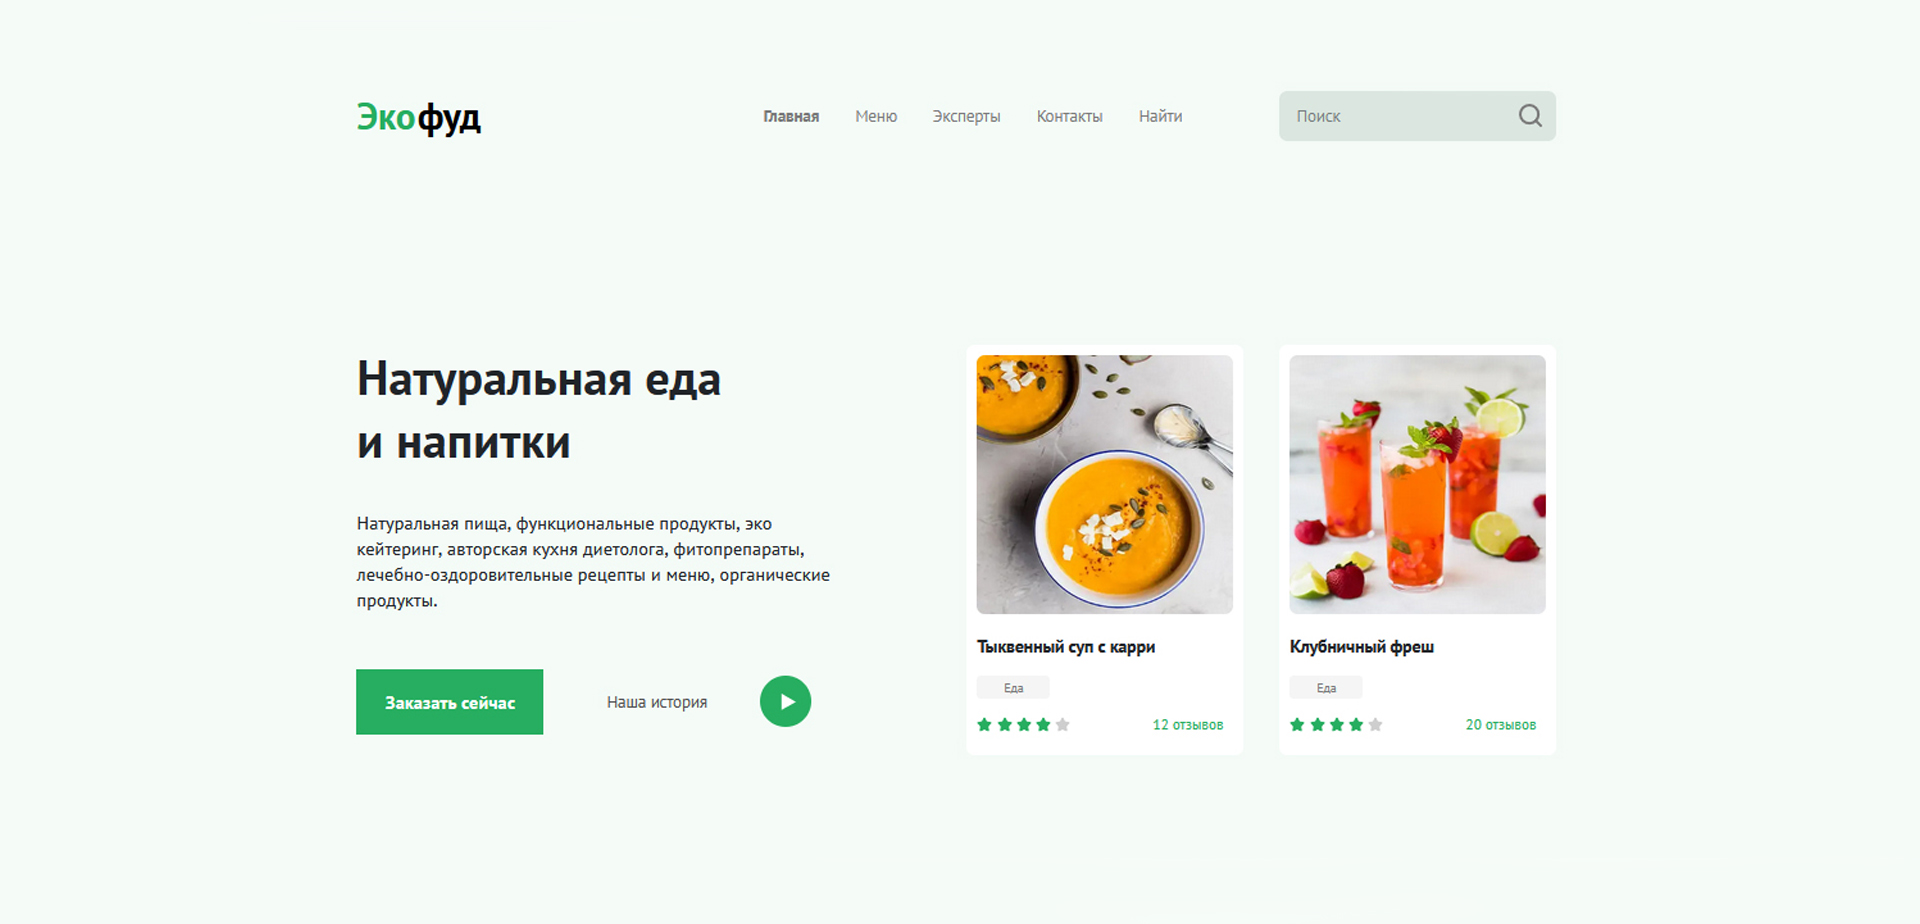 Экофуд
Главная Меню Эксперты Контакты Найти
Поиск
Натуральная еда
и напитки
Натуральная пища, функциональные продукты, эко
кейтеринг, авторская кухня диетолога, фитопрепараты,
лечебно-оздоровительные рецепты и меню, органические
продукты.
Заказать сейчас
Наша история
Тыквенный суп с карри
Еда
12 отзывов
Клубничный фреш
Еда
20 отзывов